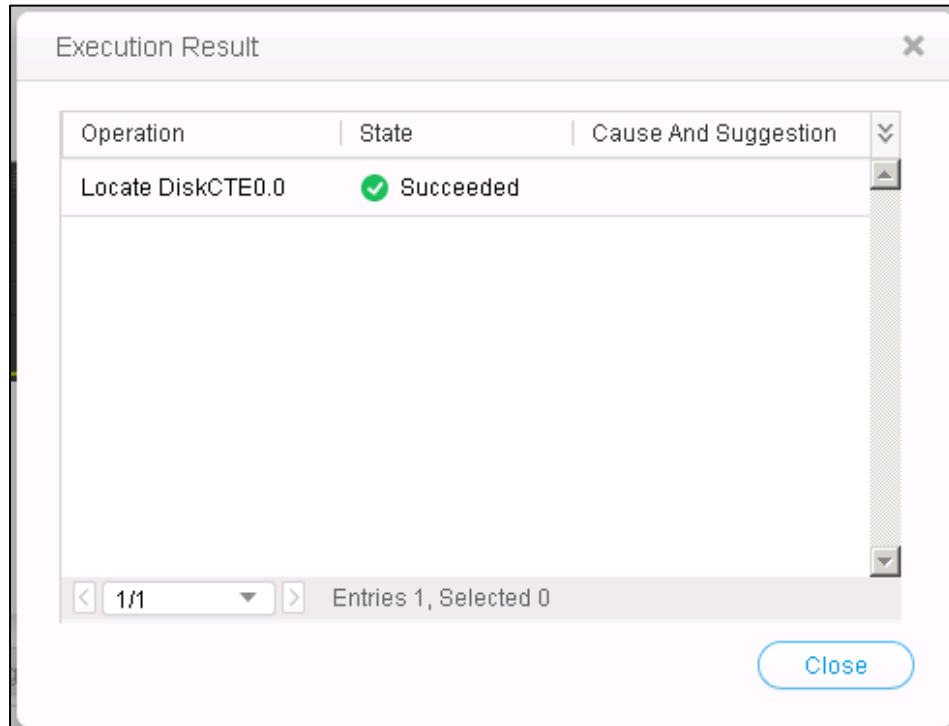 Execution Result
Operation State Cause And Suggestion
Locate DiskCTE0.0 Succeeded
1/1 Entries 1, Selected 0
Close